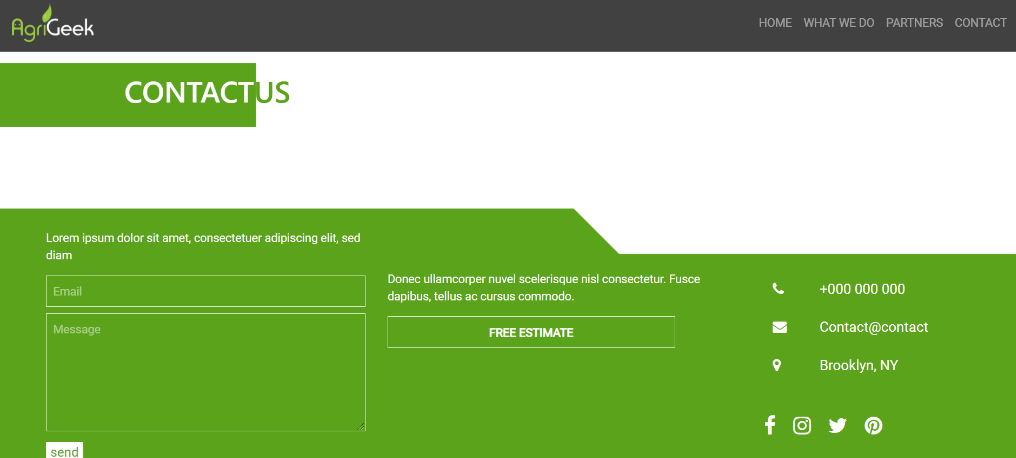 AgriGeek
HOME WHAT WE DO PARTNERS CONTACT
CONTACTUS
Lorem ipsum dolor sit amet, consectetuer adipiscing elit, sed
diam
Email
Message
send
Donec ullamcorper nuvel scelerisque nisl consectetur. Fusce
dapibus, tellus ac cursus commodo.
FREE ESTIMATE
+000 000 000
Contact@contact
Brooklyn, NY